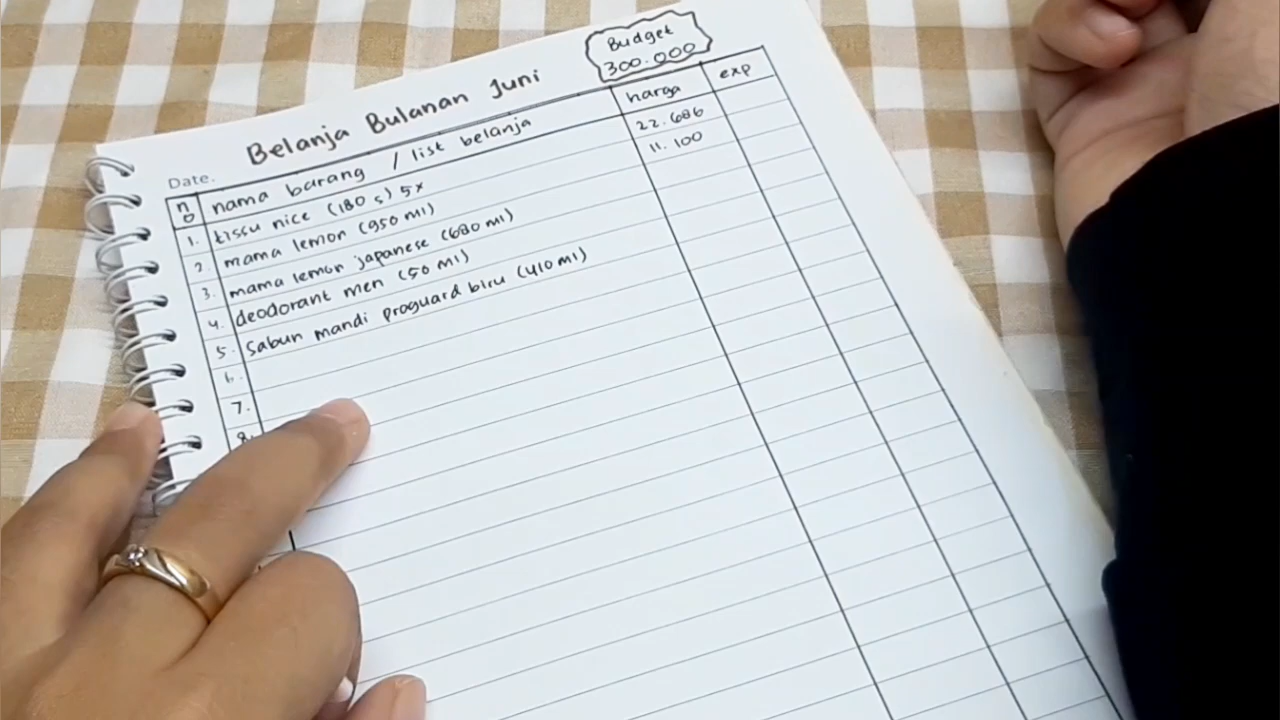 Budget
300.000
Belanja Bulanan Juni
Date.
no nama barang / list belanja harga exp
1. tissu nice (180 s) 5x 22.686
2. mama lemon (950 ml) 11.100
3. mama lemon japanese (680 ml)
4. deodorant men (50 ml)
5. sabun mandi proguard biru (410 ml)
6.
7.
8.